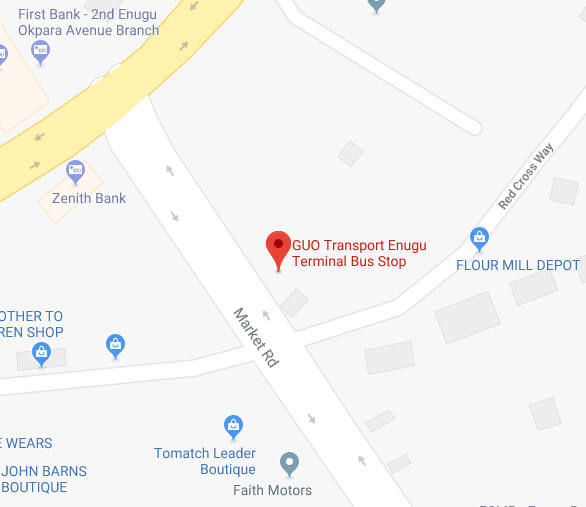 First Bank - 2nd Enugu
Okpara Avenue Branch
Zenith Bank
Red Cross Way
GUO Transport Enugu
Terminal Bus Stop
FLOUR MILL DEPOT
OTHER TO
REN SHOP
Market Rd
Tomatch Leader
Boutique
E WEARS
JOHN BARNS
BOUTIQUE
Faith Motors